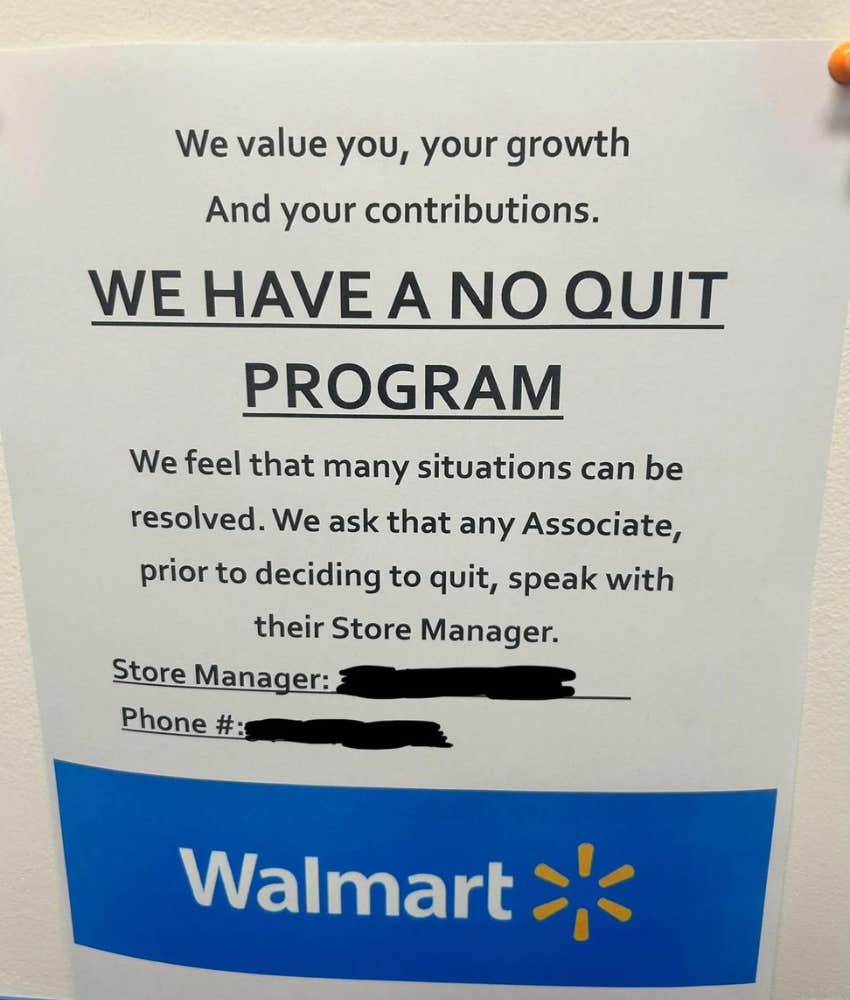 We value you, your growth
And your contributions.
WE HAVE A NO QUIT
PROGRAM
We feel that many situations can be
resolved. We ask that any Associate,
prior to deciding to quit, speak with
their Store Manager.
Store Manager:
Phone #:
Walmart